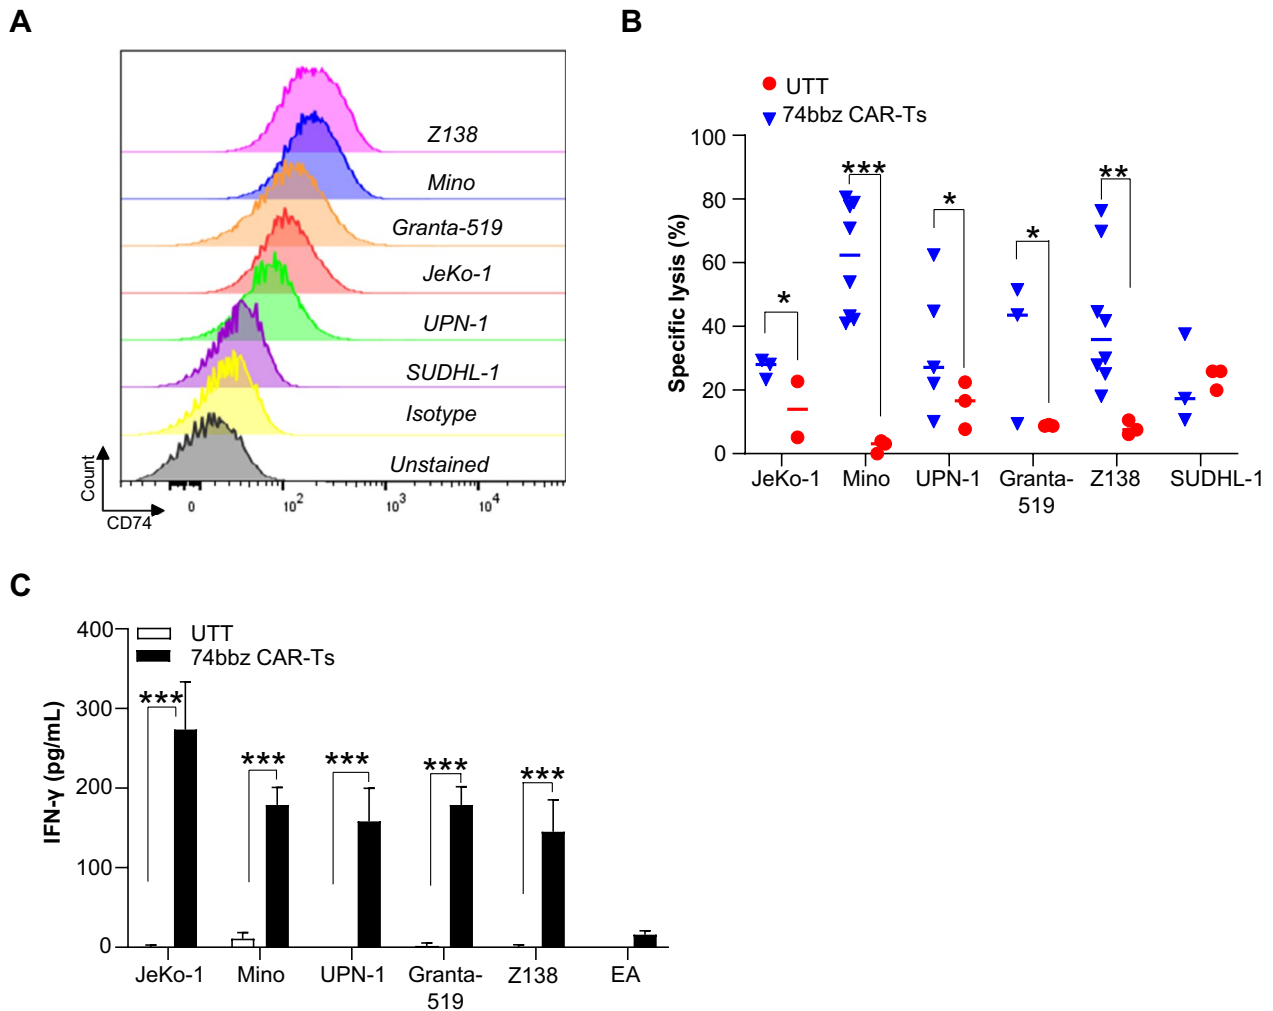 A
Z138
Mino
Granta-519
JeKo-1
UPN-1
SUDHL-1
Isotype
Unstained
Count
CD74
0
10^2
10^3
10^4
B
UTT
74bbz CAR-Ts
Specific lysis (%)
100
80
60
40
20
0
*
***
*
*
**
JeKo-1
Mino
UPN-1
Granta-
519
Z138
SUDHL-1
C
UTT
74bbz CAR-Ts
IFN-γ (pg/mL)
400
300
200
100
0
***
***
***
***
***
JeKo-1
Mino
UPN-1
Granta-
519
Z138
EA